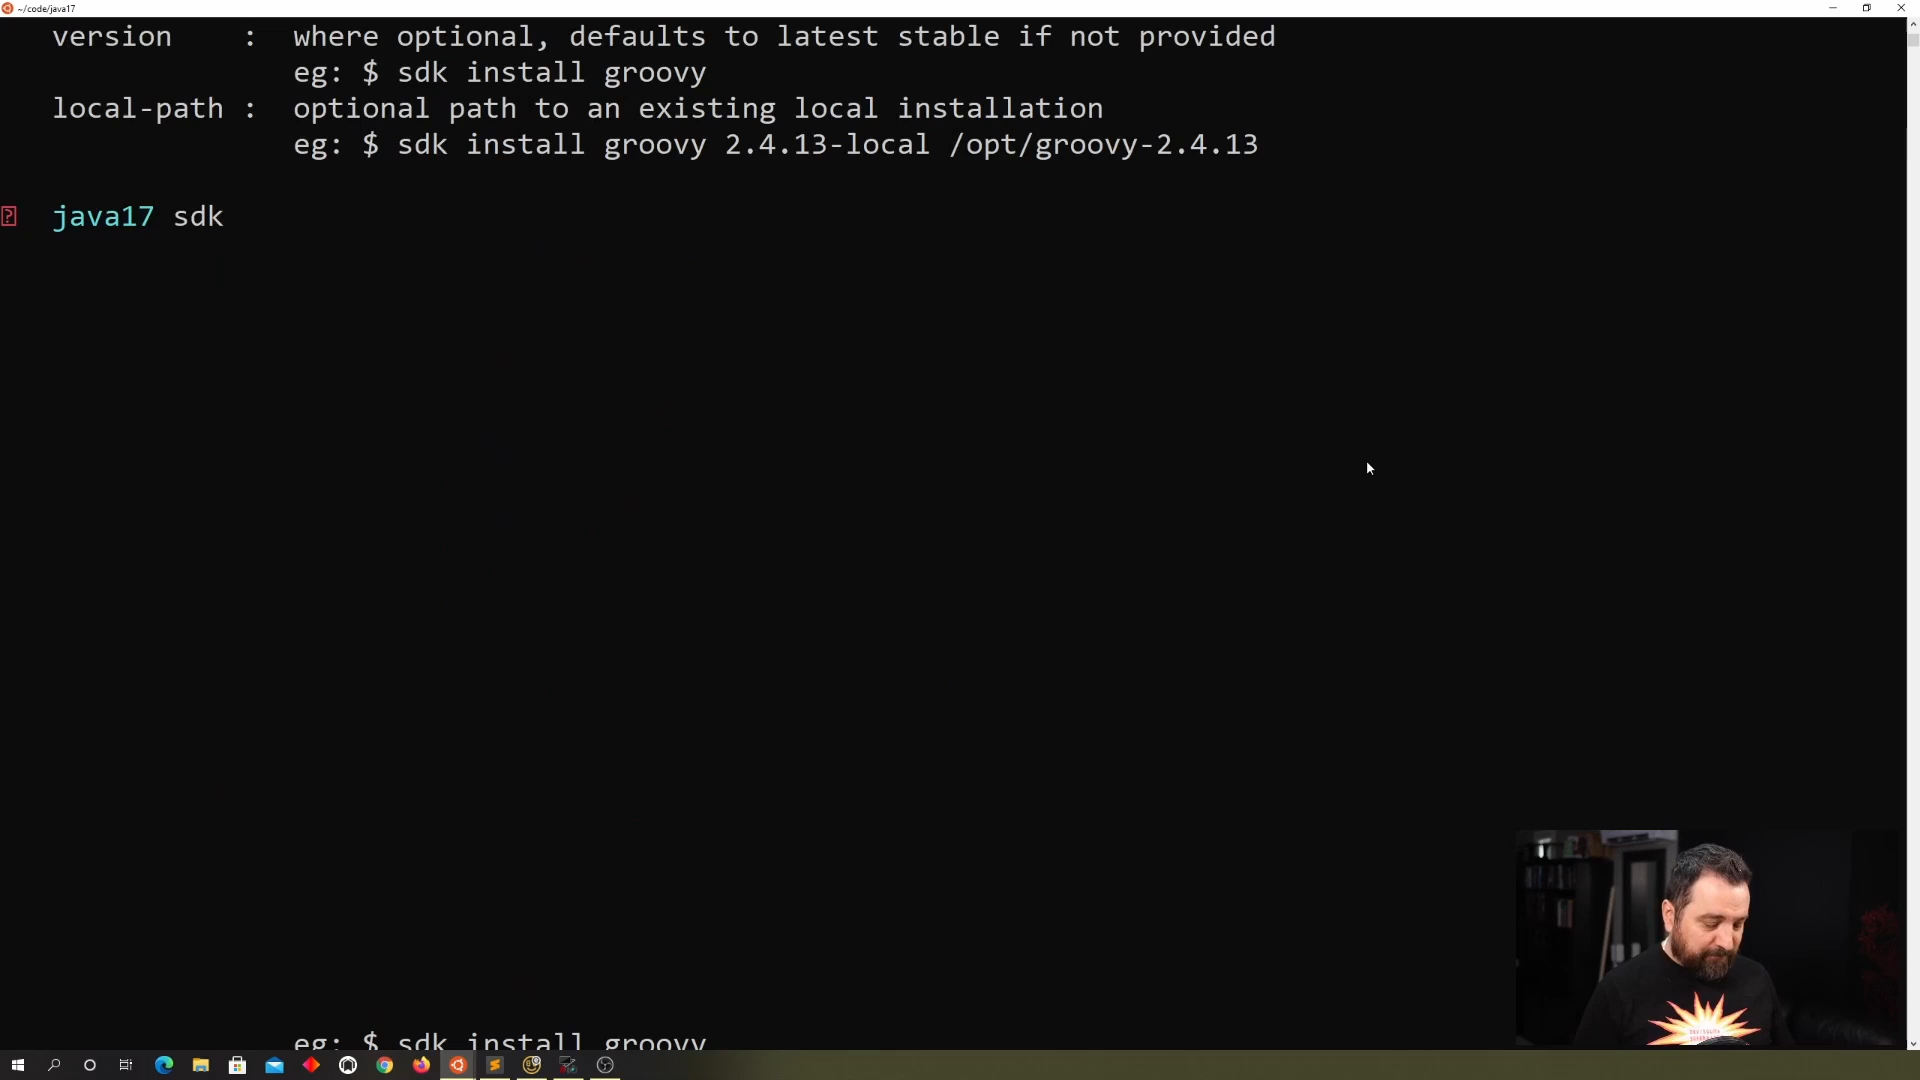 ~/code/java17
version : where optional, defaults to latest stable if not provided
eg: $ sdk install groovy
local-path : optional path to an existing local installation
eg: $ sdk install groovy 2.4.13-local /opt/groovy-2.4.13
java17 sdk
eg: $ sdk install groovy